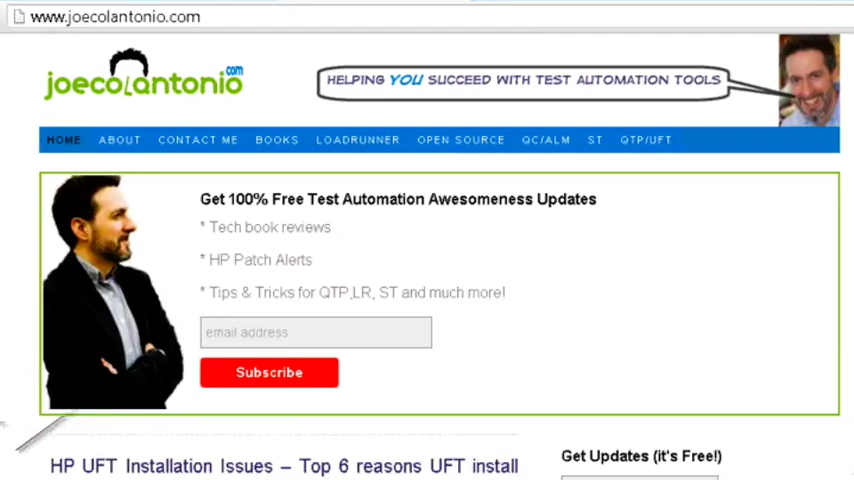 www.joecolantonio.com
joecolantonio
com
HELPING YOU SUCCEED WITH TEST AUTOMATION TOOLS
HOME ABOUT CONTACT ME BOOKS LOADRUNNER OPEN SOURCE QC/ALM ST QTP/UFT
Get 100% Free Test Automation Awesomeness Updates
* Tech book reviews
* HP Patch Alerts
* Tips & Tricks for QTP,LR, ST and much more!
email address
Subscribe
HP UFT Installation Issues – Top 6 reasons UFT install
Get Updates (it's Free!)